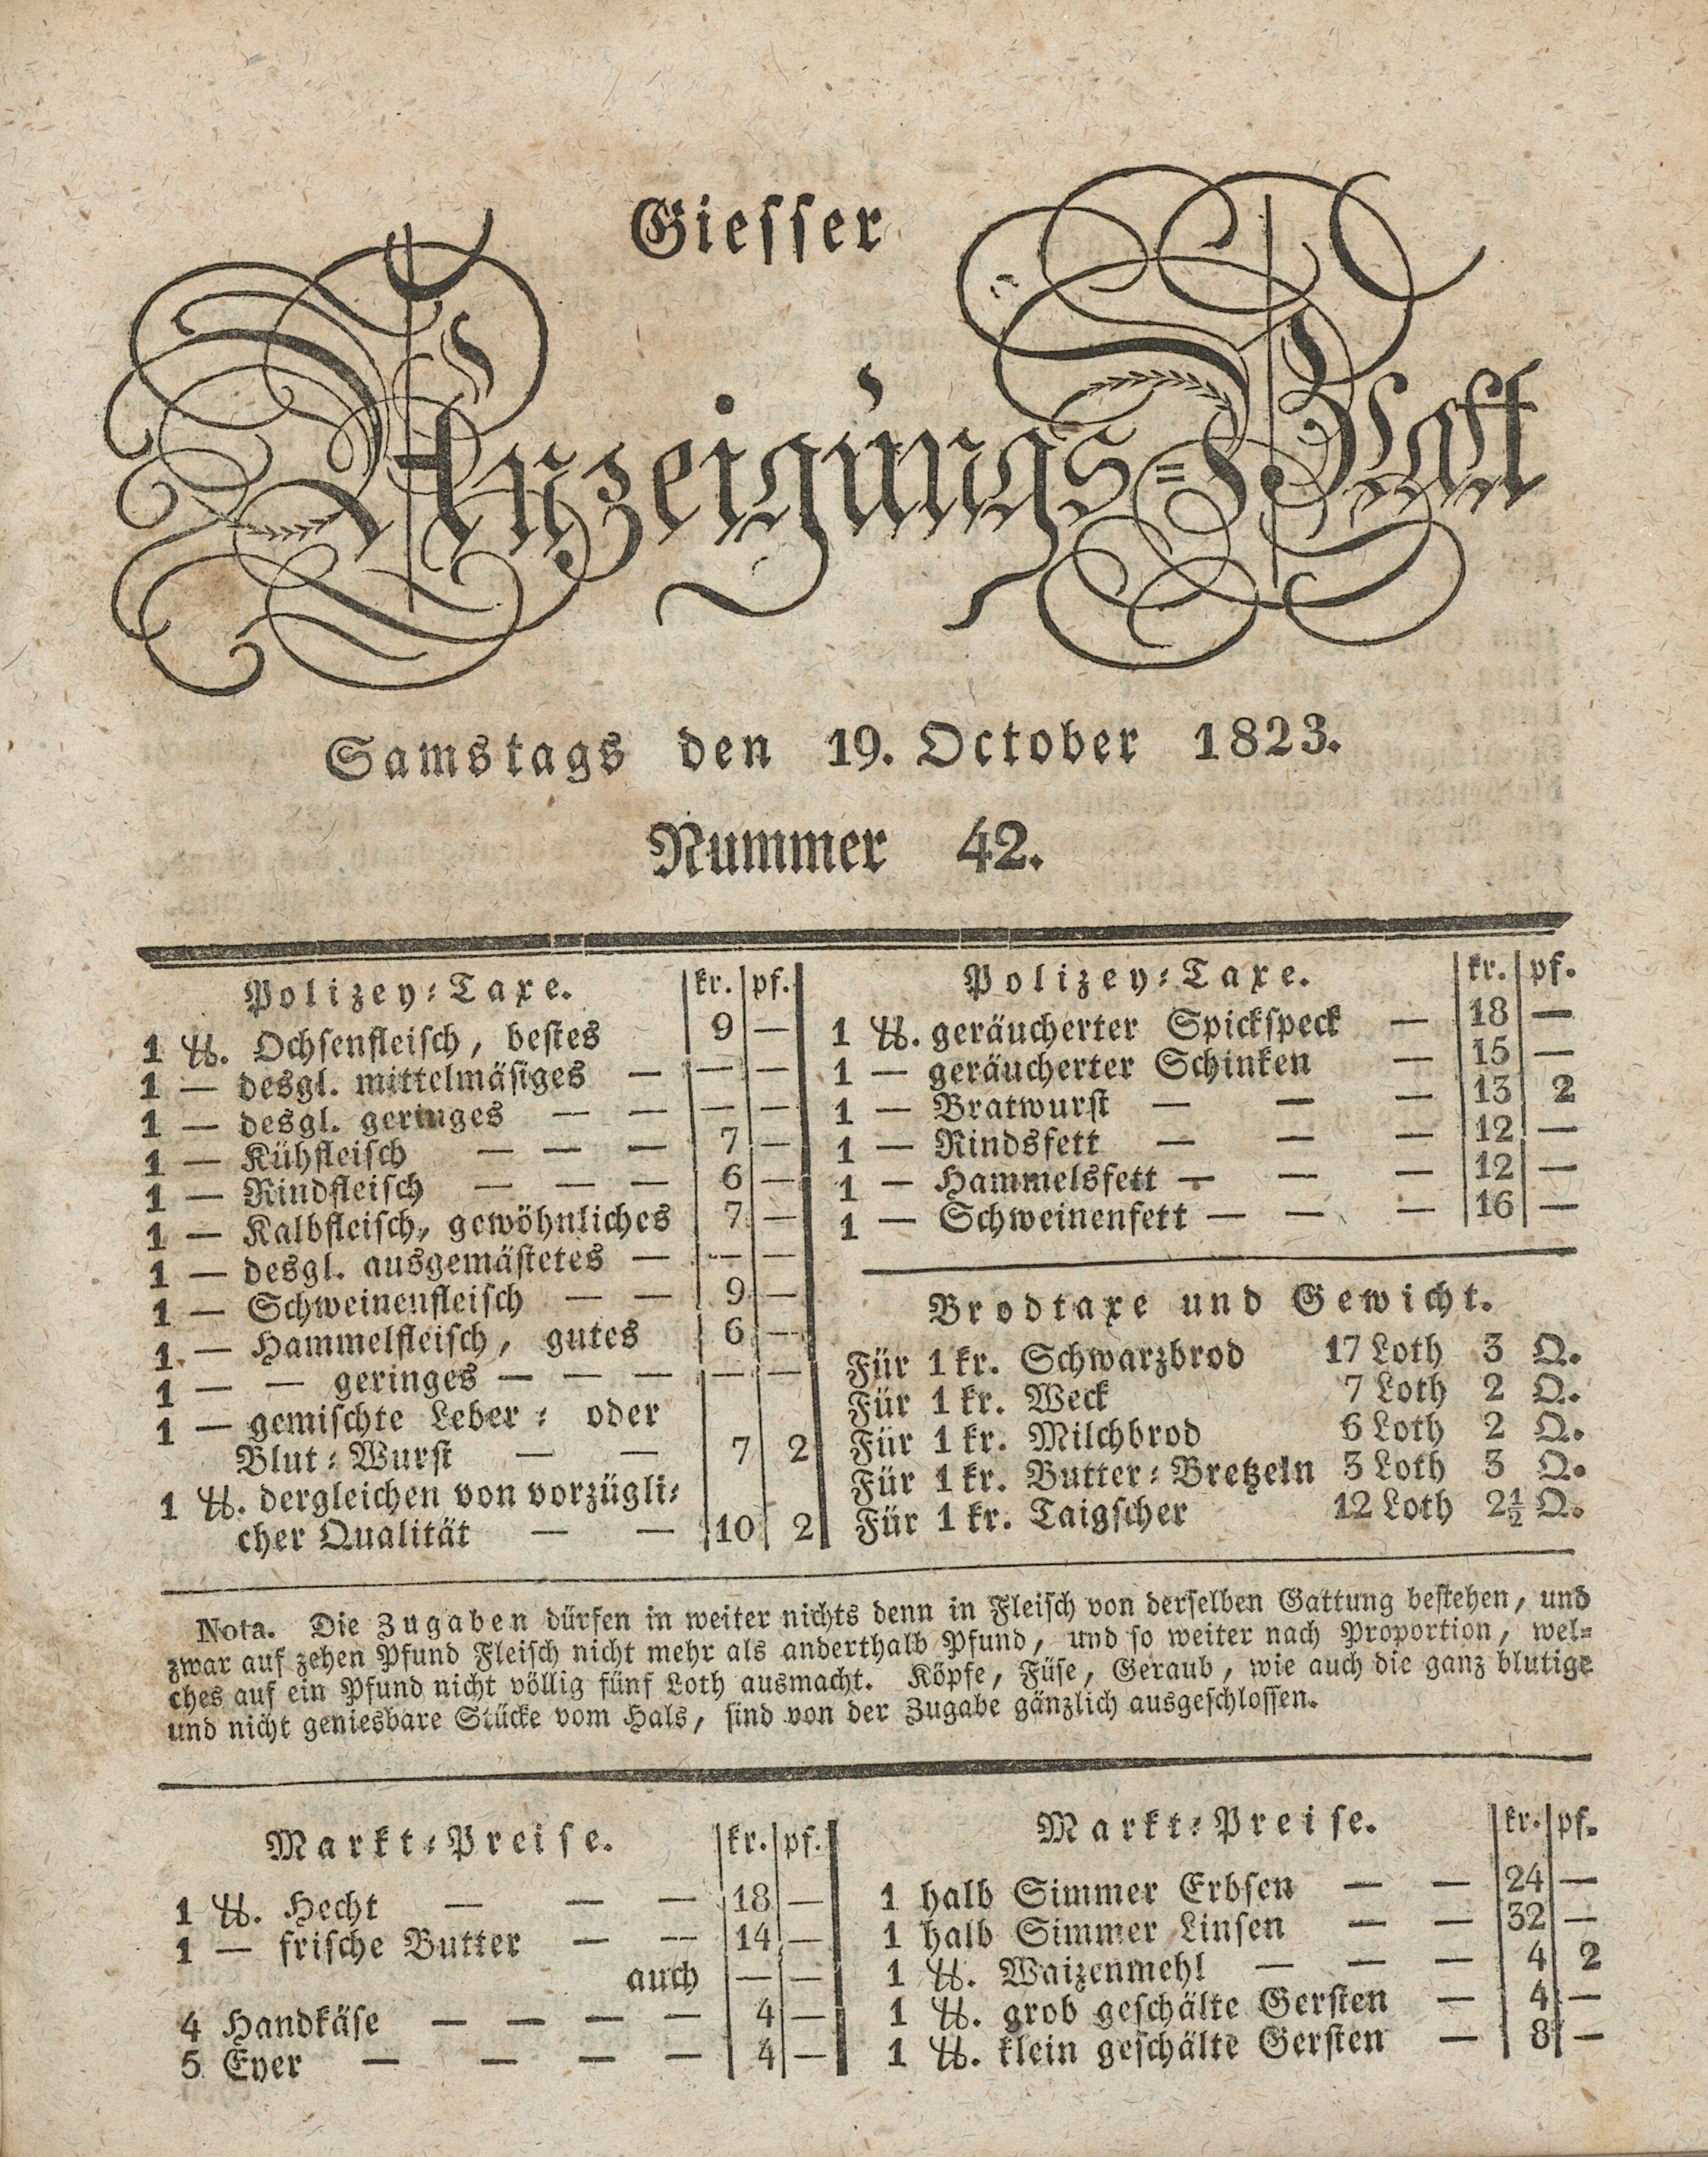 Giesser
Anzeigungs=Blatt
Samstags den 19. October 1823.
Nummer 42.
Polizey=Taxe. kr. pf.
1 ℔. Ochsenfleisch, bestes 9 —
1 — desgl. mittelmäsiges — — —
1 — desgl. geringes — — — —
1 — Kühfleisch — — — 7 —
1 — Rindfleisch — — — 6 —
1 — Kalbfleisch, gewöhnliches 7 —
1 — desgl. ausgemästetes — — —
1 — Schweinenfleisch — — 9 —
1 — Hammelfleisch, gutes 6 —
1 — — geringes — — — — —
1 — gemischte Leber= oder
Blut=Wurst — — 7 2
1 ℔. dergleichen von vorzügli=
cher Qualität — — 10 2
Polizey=Taxe. kr. pf.
1 ℔. geräucherter Spickspeck — 18 —
1 — geräucherter Schinken — 15 —
1 — Bratwurst — — — 13 2
1 — Rindsfett — — — 12 —
1 — Hammelsfett — — — 12 —
1 — Schweinenfett — — — 16 —
Brodtaxe und Gewicht.
Für 1 kr. Schwarzbrod 17 Loth 3 Q.
Für 1 kr. Weck 7 Loth 2 Q.
Für 1 kr. Milchbrod 6 Loth 2 Q.
Für 1 kr. Butter=Bretzeln 3 Loth 3 Q.
Für 1 kr. Taigscher 12 Loth 2½ Q.
Nota. Die Zugaben dürfen in weiter nichts denn in Fleisch von derselben Gattung bestehen, und
zwar auf zehen Pfund Fleisch nicht mehr als anderthalb Pfund, und so weiter nach Proportion, wel=
ches auf ein Pfund nicht völlig fünf Loth ausmacht. Köpfe, Füse, Geraub, wie auch die ganz blutige
und nicht geniesbare Stücke vom Hals, sind von der Zugabe gänzlich ausgeschlossen.
Markt=Preise. kr. pf.
1 ℔. Hecht — — — 18 —
1 — frische Butter — — 14 —
auch — —
4 Handkäse — — — — 4 —
5 Eyer — — — — 4 —
Markt=Preise. kr. pf.
1 halb Simmer Erbsen — — 24 —
1 halb Simmer Linsen — — 32 —
1 ℔. Waizenmehl — — — 4 2
1 ℔. grob geschälte Gersten — 4 —
1 ℔. klein geschälte Gersten — 8 —